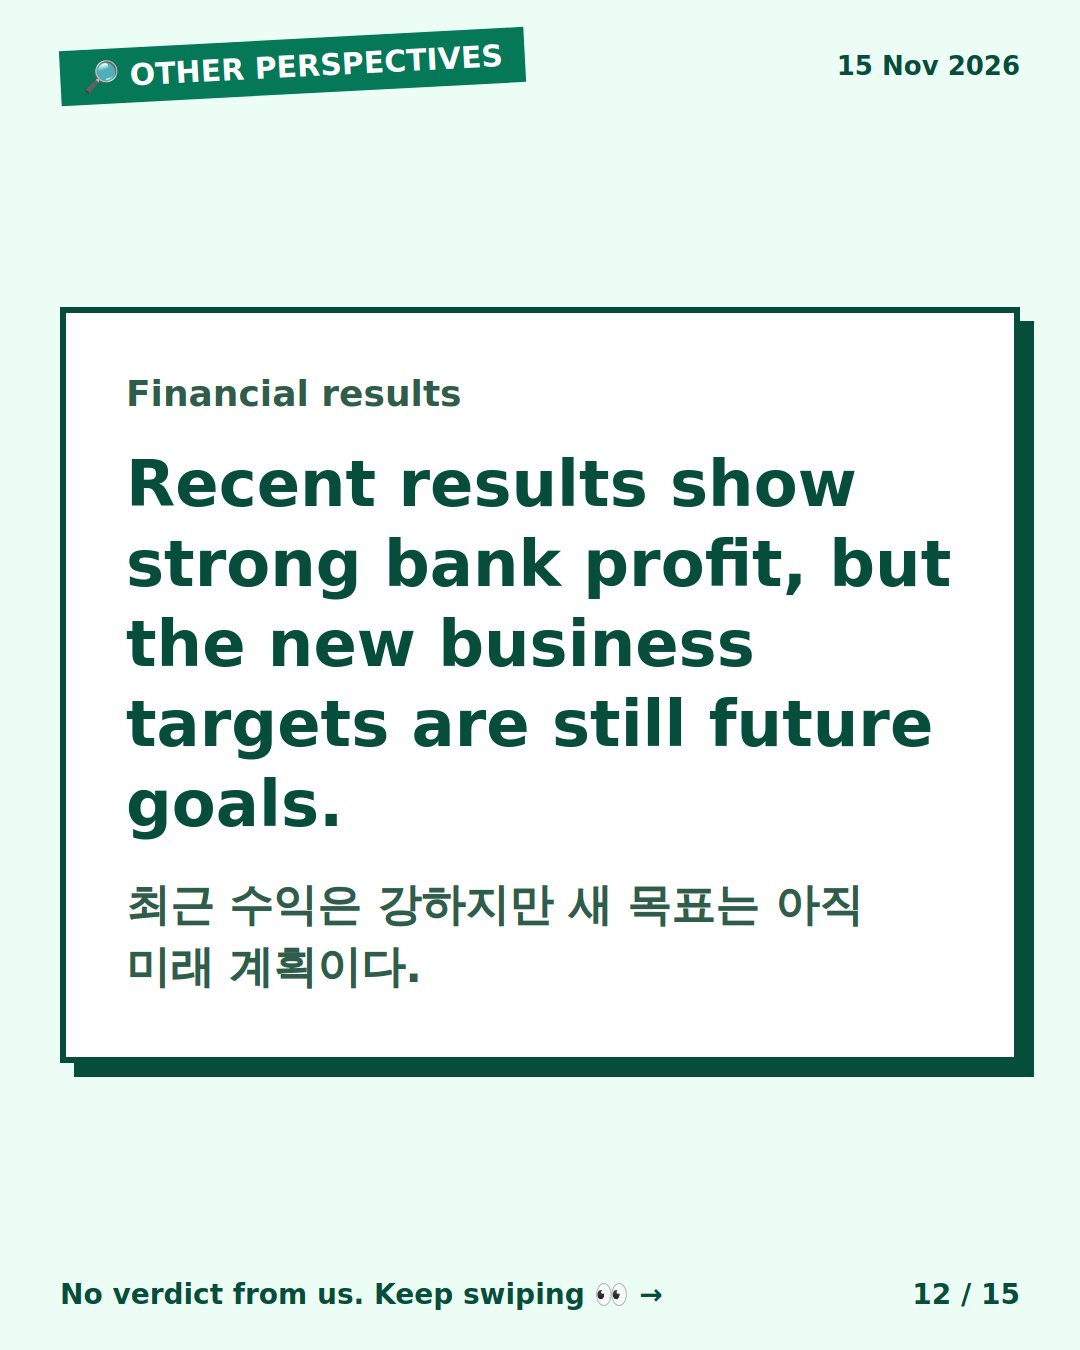 🔎 OTHER PERSPECTIVES
15 Nov 2026
Financial results
Recent results show
strong bank profit, but
the new business
targets are still future
goals.
최근 수익은 강하지만 새 목표는 아직
미래 계획이다.
No verdict from us. Keep swiping 👀 →
12 / 15